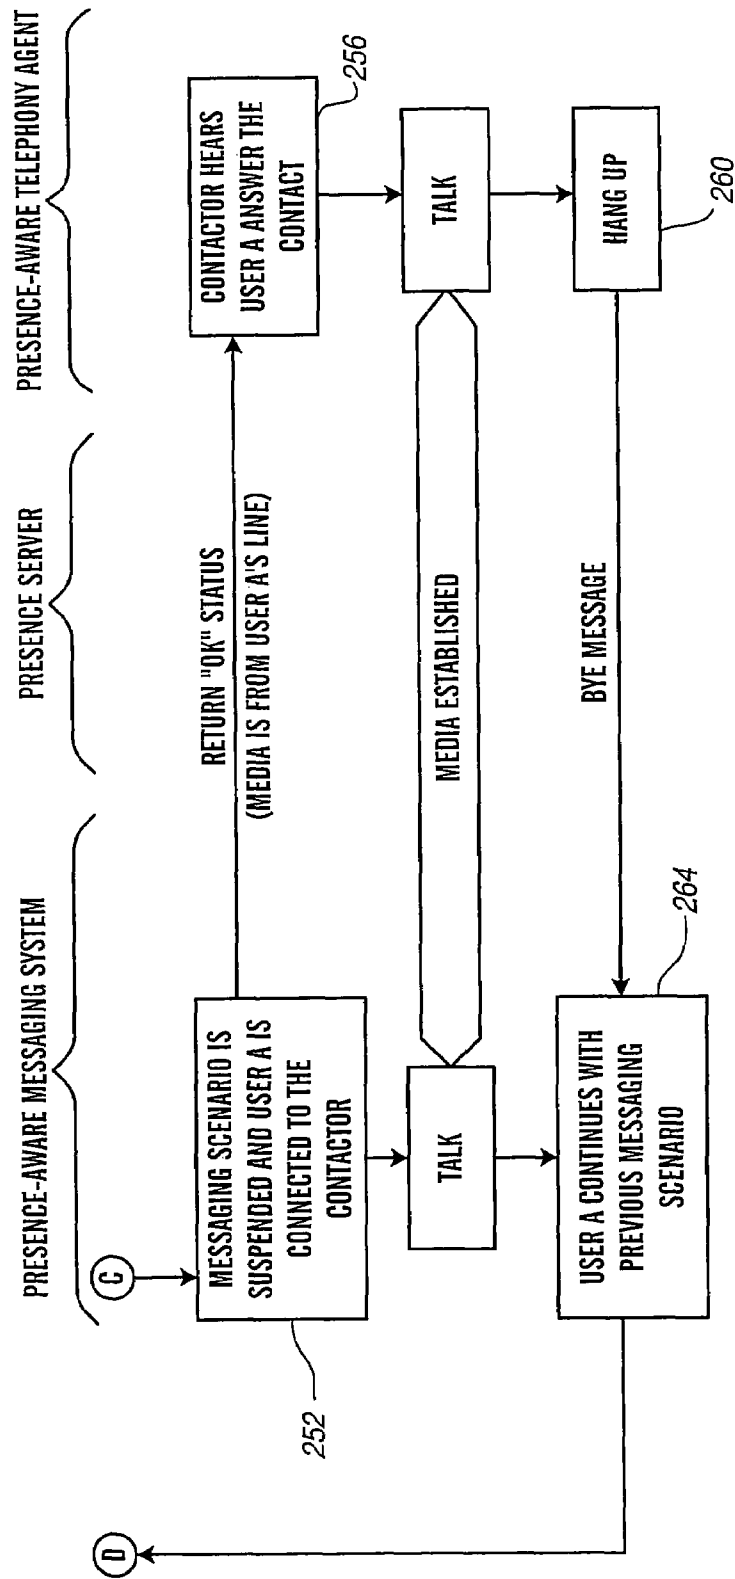 PRESENCE-AWARE MESSAGING SYSTEM
PRESENCE SERVER
PRESENCE-AWARE TELEPHONY AGENT
D
C
MESSAGING SCENARIO IS
SUSPENDED AND USER A IS
CONNECTED TO THE
CONTACTOR
252
RETURN "OK" STATUS
(MEDIA IS FROM USER A'S LINE)
CONTACTOR HEARS
USER A ANSWER THE
CONTACT
256
TALK
MEDIA ESTABLISHED
TALK
USER A CONTINUES WITH
PREVIOUS MESSAGING
SCENARIO
264
BYE MESSAGE
HANG UP
260